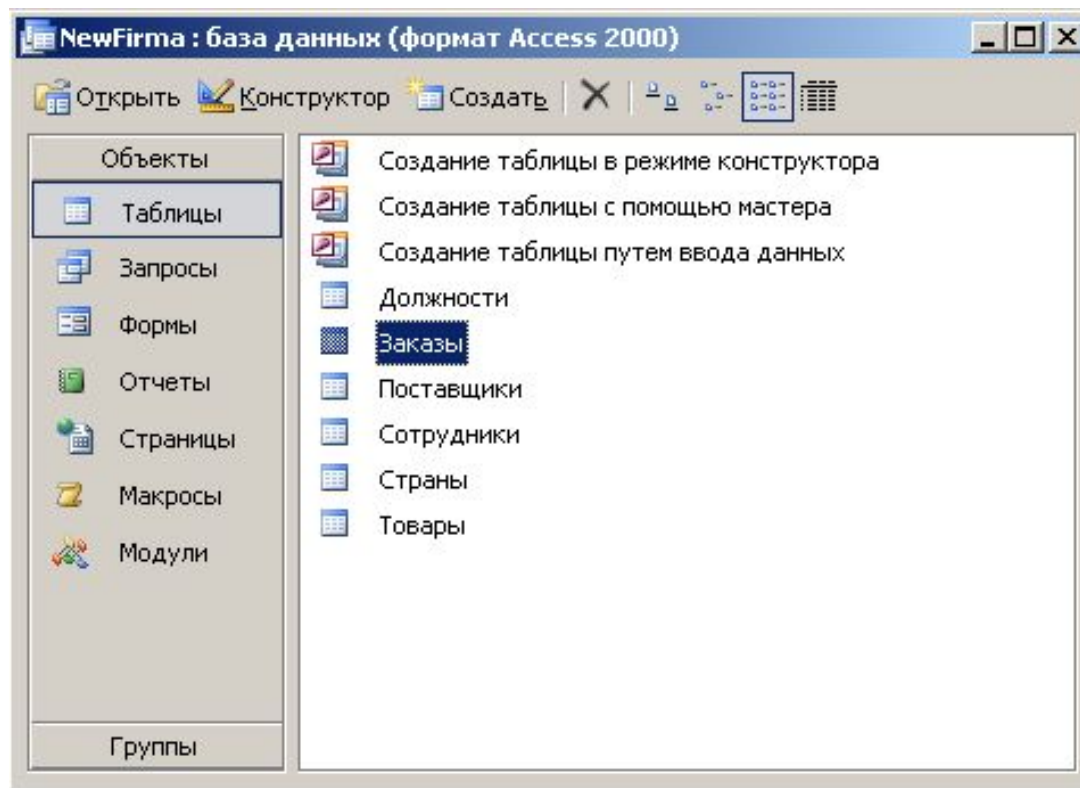 NewFirma : база данных (формат Access 2000)
Открыть Конструктор Создать
Объекты
Таблицы
Запросы
Формы
Отчеты
Страницы
Макросы
Модули
Группы
Создание таблицы в режиме конструктора
Создание таблицы с помощью мастера
Создание таблицы путем ввода данных
Должности
Заказы
Поставщики
Сотрудники
Страны
Товары